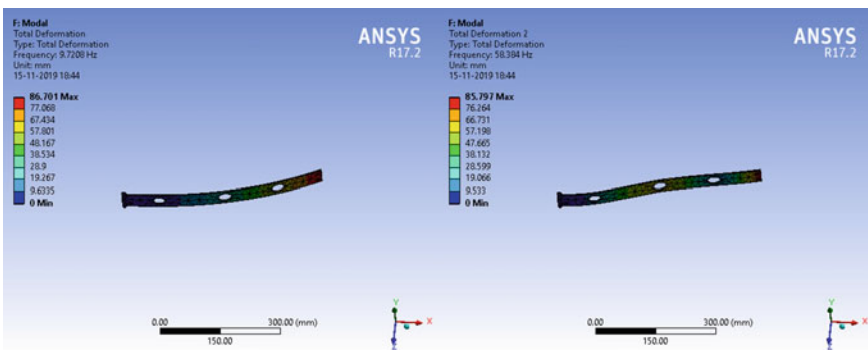 F: Modal
Total Deformation
Type: Total Deformation
Frequency: 9.7208 Hz
Unit: mm
15-11-2019 18:44
ANSYS
R17.2
86.701 Max
77.068
67.434
57.801
48.167
38.534
28.9
19.267
9.6335
0 Min
0.00
300.00 (mm)
150.00
Y
X
F: Modal
Total Deformation 2
Type: Total Deformation
Frequency: 58.384 Hz
Unit: mm
15-11-2019 18:44
ANSYS
R17.2
85.797 Max
76.264
66.731
57.198
47.665
38.132
28.599
19.066
9.533
0 Min
0.00
300.00 (mm)
150.00
Y
X